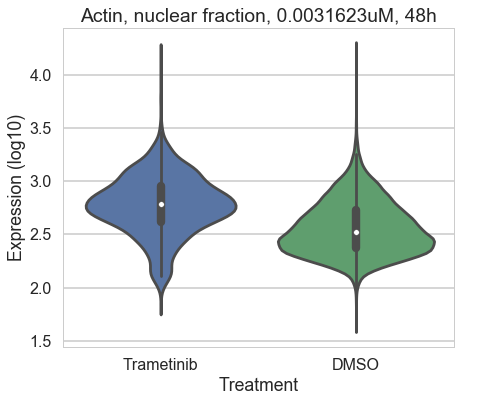 Actin, nuclear fraction, 0.0031623uM, 48h
Expression (log10)
4.0
3.5
3.0
2.5
2.0
1.5
Trametinib
DMSO
Treatment